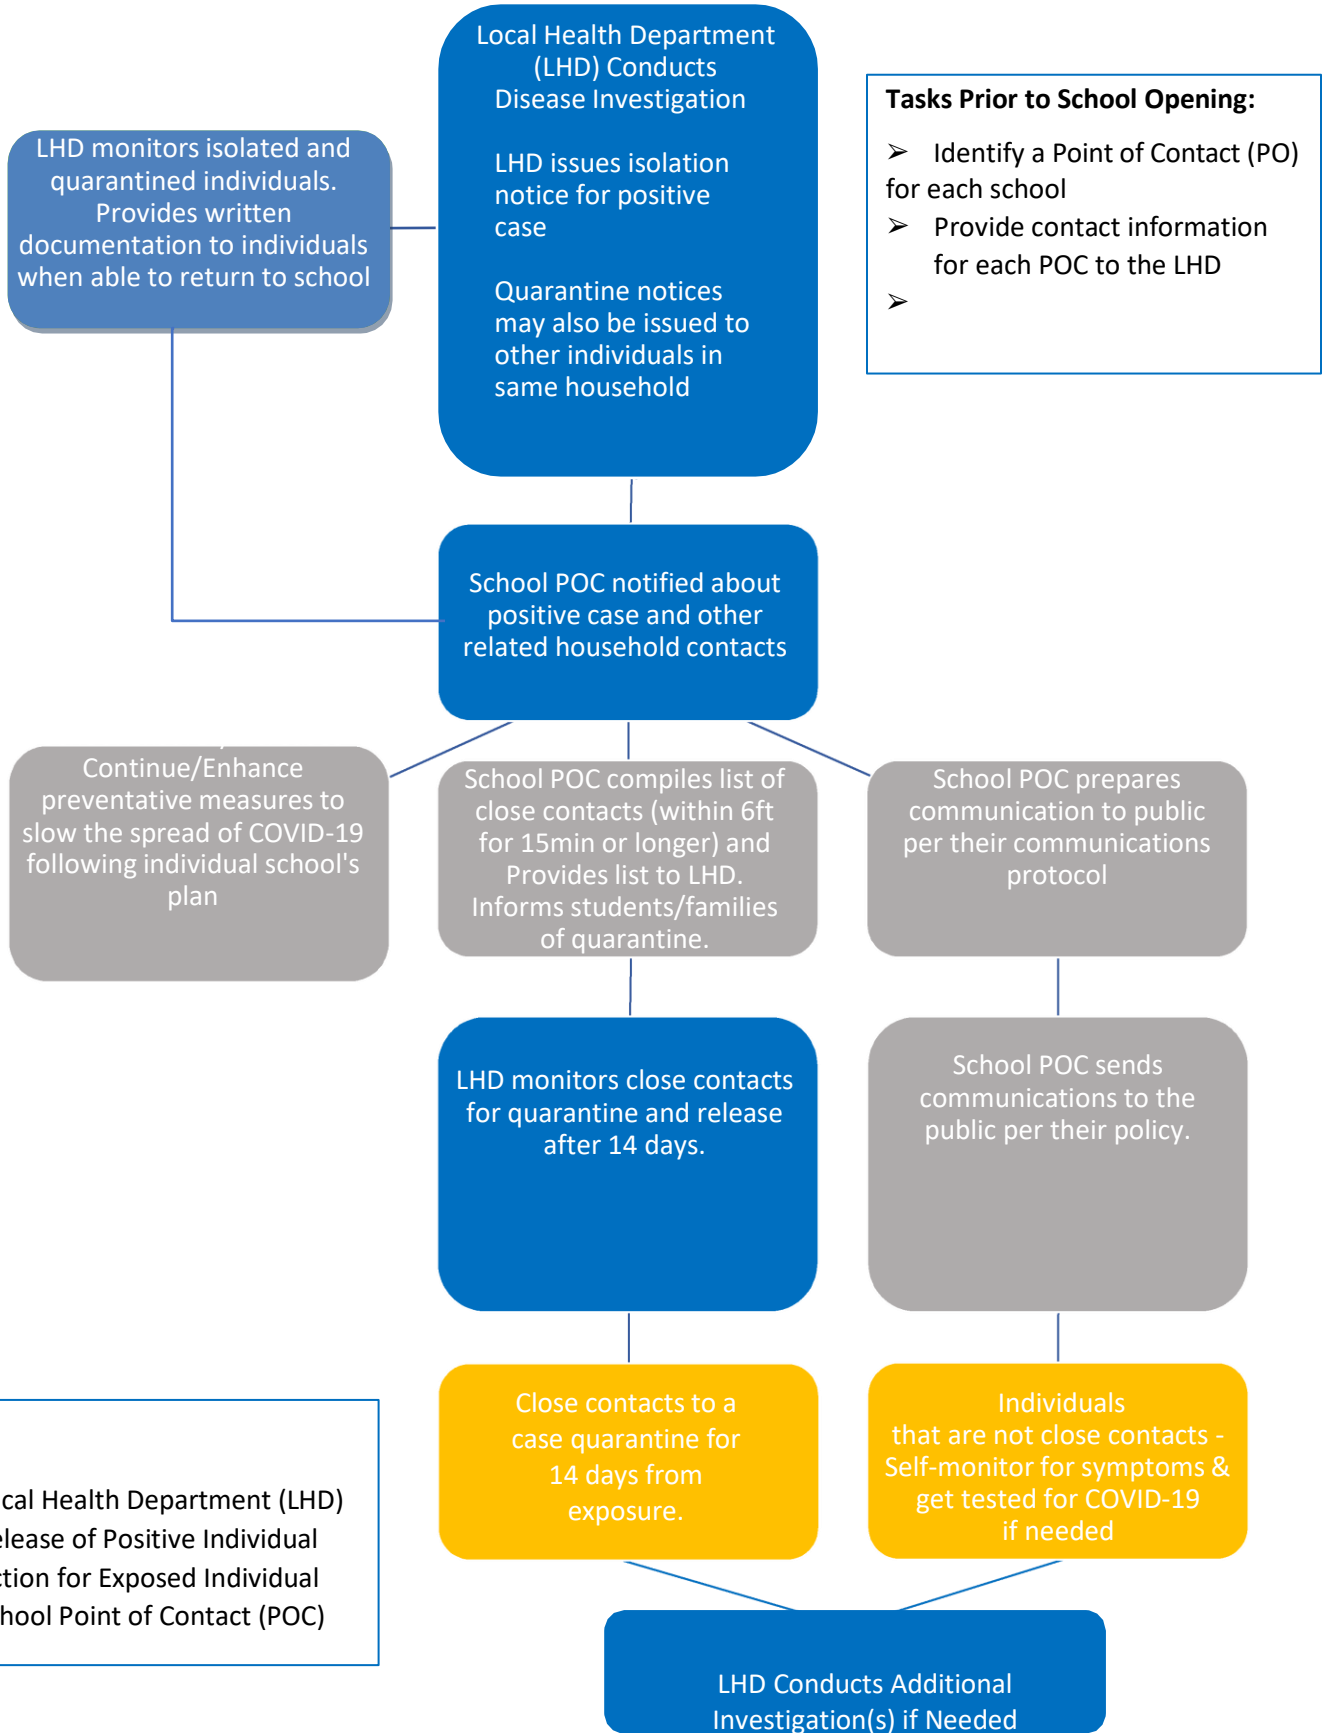 Local Health Department
(LHD) Conducts
Disease Investigation
LHD issues isolation
notice for positive
case
Quarantine notices
may also be issued to
other individuals in
same household
Tasks Prior to School Opening:
➢ Identify a Point of Contact (PO)
for each school
➢ Provide contact information
for each POC to the LHD
➢
LHD monitors isolated and
quarantined individuals.
Provides written
documentation to individuals
when able to return to school
School POC notified about
positive case and other
related household contacts
Continue/Enhance
preventative measures to
slow the spread of COVID-19
following individual school's
plan
School POC compiles list of
close contacts (within 6ft
for 15min or longer) and
Provides list to LHD.
Informs students/families
of quarantine.
School POC prepares
communication to public
per their communications
protocol
LHD monitors close contacts
for quarantine and release
after 14 days.
School POC sends
communications to the
public per their policy.
Close contacts to a
case quarantine for
14 days from
exposure.
Individuals
that are not close contacts -
Self-monitor for symptoms &
get tested for COVID-19
if needed
cal Health Department (LHD)
elease of Positive Individual
ction for Exposed Individual
hool Point of Contact (POC)
LHD Conducts Additional
Investigation(s) if Needed